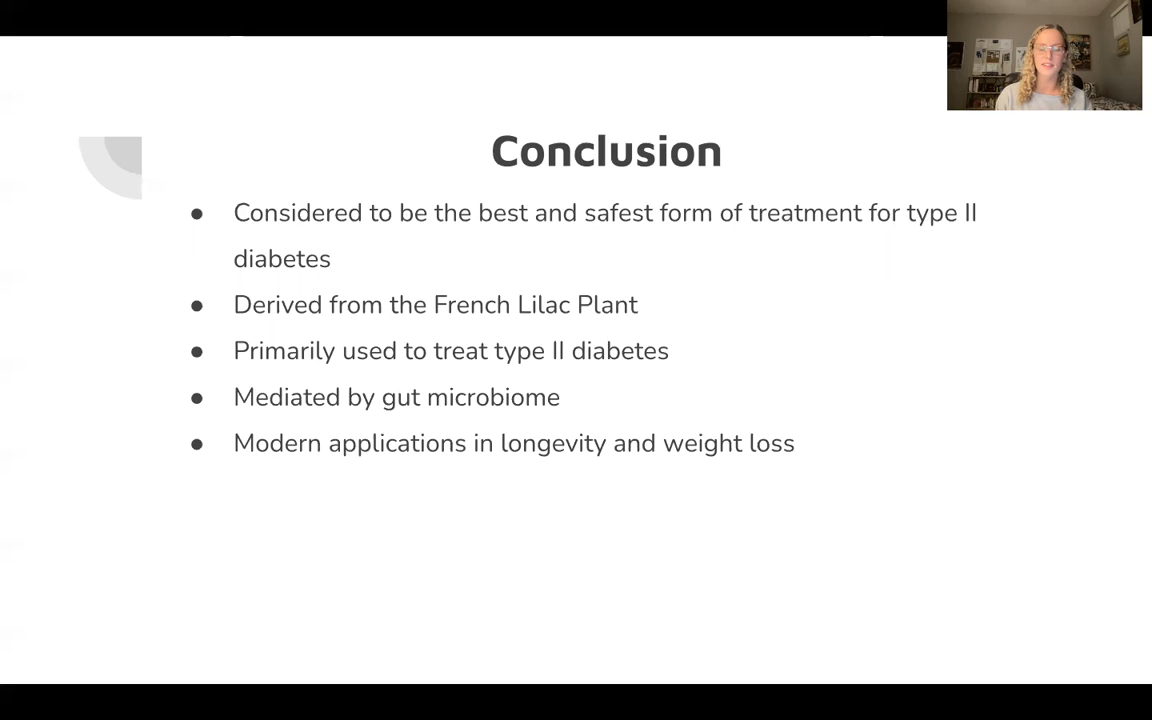 Conclusion
● Considered to be the best and safest form of treatment for type II
diabetes
● Derived from the French Lilac Plant
● Primarily used to treat type II diabetes
● Mediated by gut microbiome
● Modern applications in longevity and weight loss